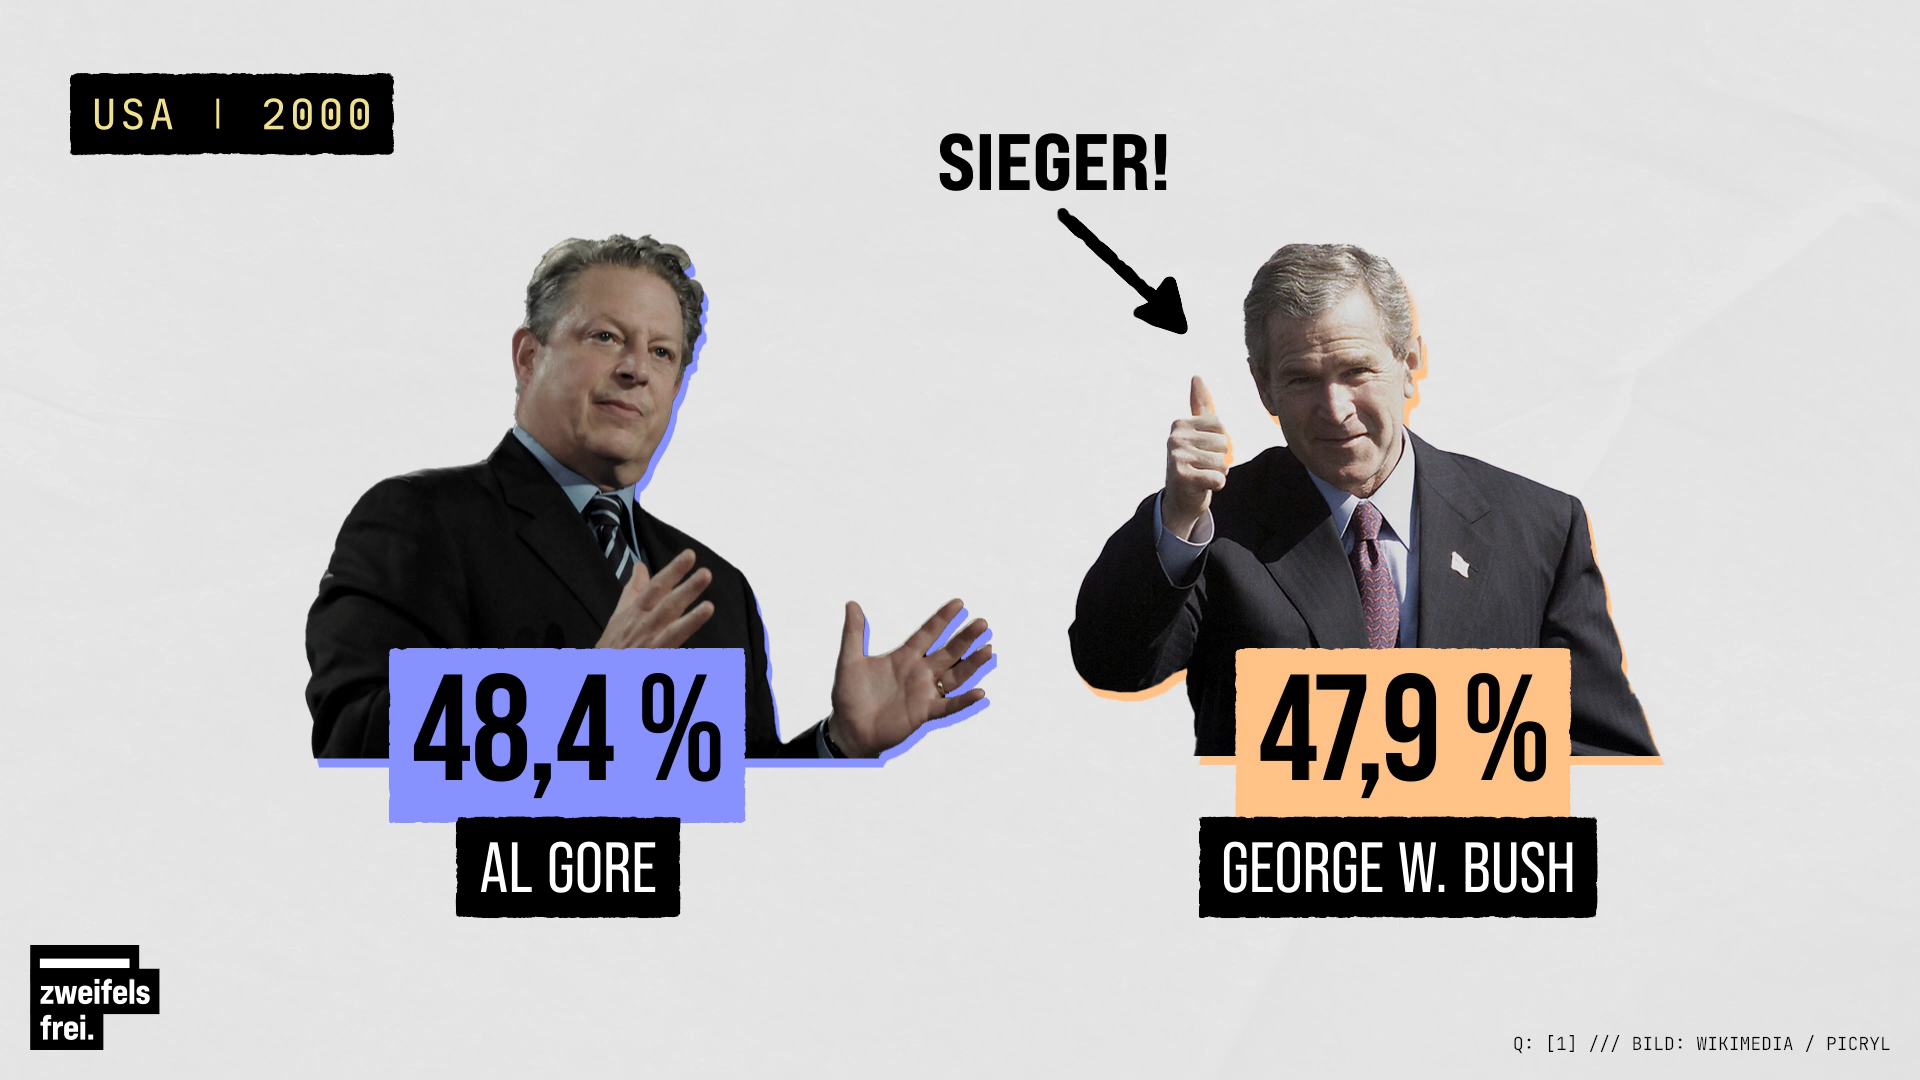 USA | 2000
SIEGER!
48,4 %
AL GORE
47,9 %
GEORGE W. BUSH
zweifels
frei.
Q: [1] /// BILD: WIKIMEDIA / PICRYL